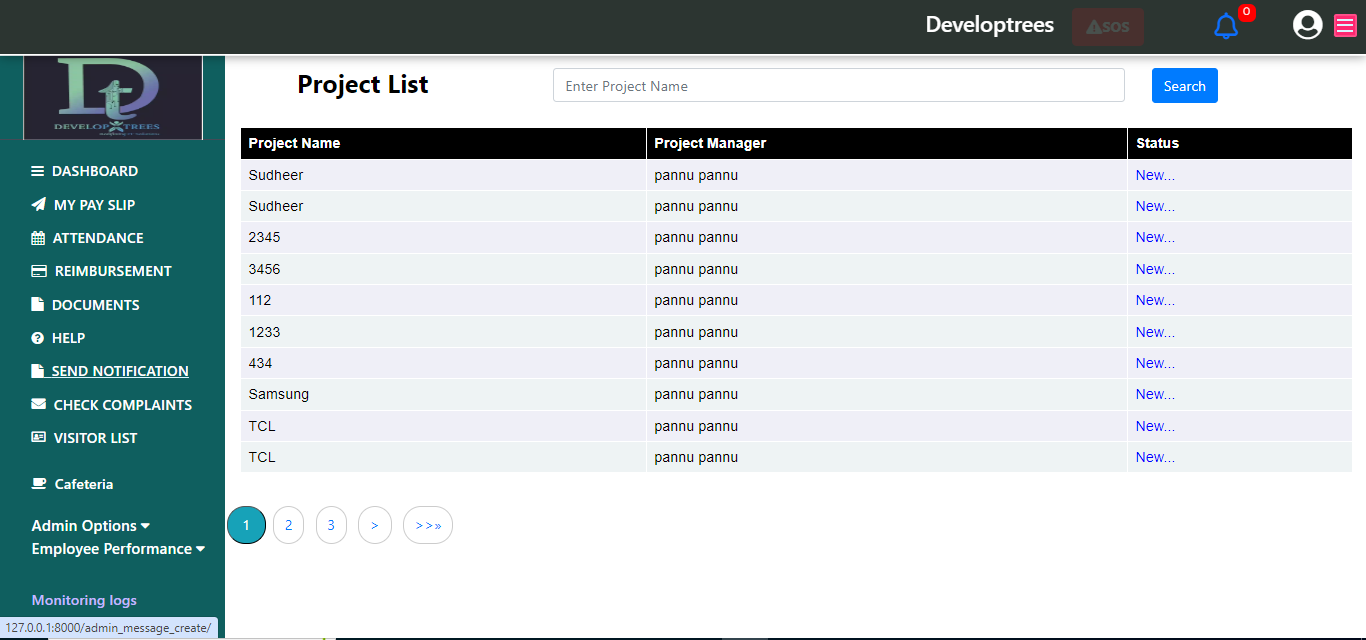 Developtrees
SOS
0
Dt
DEVELOP TREES
Project List
Enter Project Name
Search
DASHBOARD
MY PAY SLIP
ATTENDANCE
REIMBURSEMENT
DOCUMENTS
HELP
SEND NOTIFICATION
CHECK COMPLAINTS
VISITOR LIST
Cafeteria
Admin Options
Employee Performance
Monitoring logs
Project Name Project Manager Status
Sudheer pannu pannu New...
Sudheer pannu pannu New...
2345 pannu pannu New...
3456 pannu pannu New...
112 pannu pannu New...
1233 pannu pannu New...
434 pannu pannu New...
Samsung pannu pannu New...
TCL pannu pannu New...
TCL pannu pannu New...
1 2 3 > >>»
127.0.0.1:8000/admin_message_create/